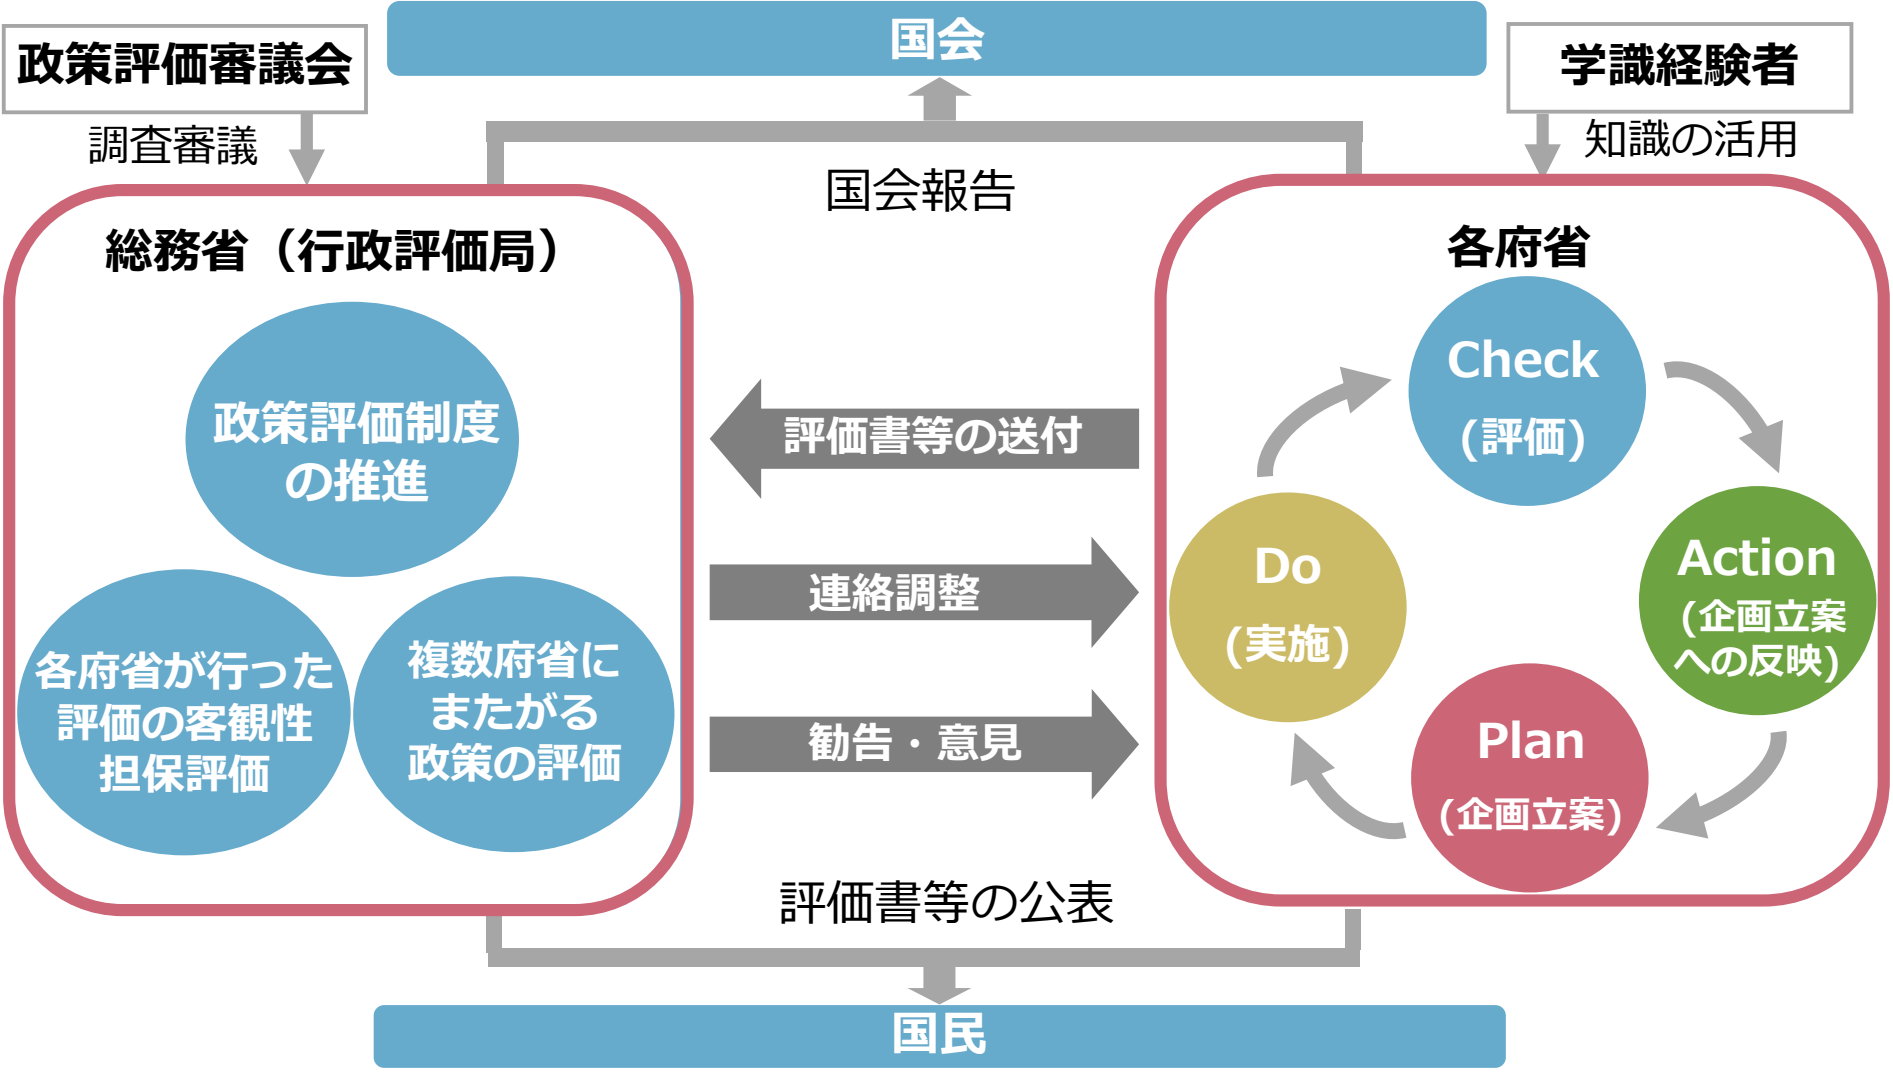 国会
政策評価審議会
調査審議
学識経験者
知識の活用
国会報告
総務省（行政評価局）
政策評価制度
の推進
各府省が行った
評価の客観性
担保評価
複数府省に
またがる
政策の評価
評価書等の送付
連絡調整
勧告・意見
各府省
Check
(評価)
Action
(企画立案
への反映)
Plan
(企画立案)
Do
(実施)
評価書等の公表
国民